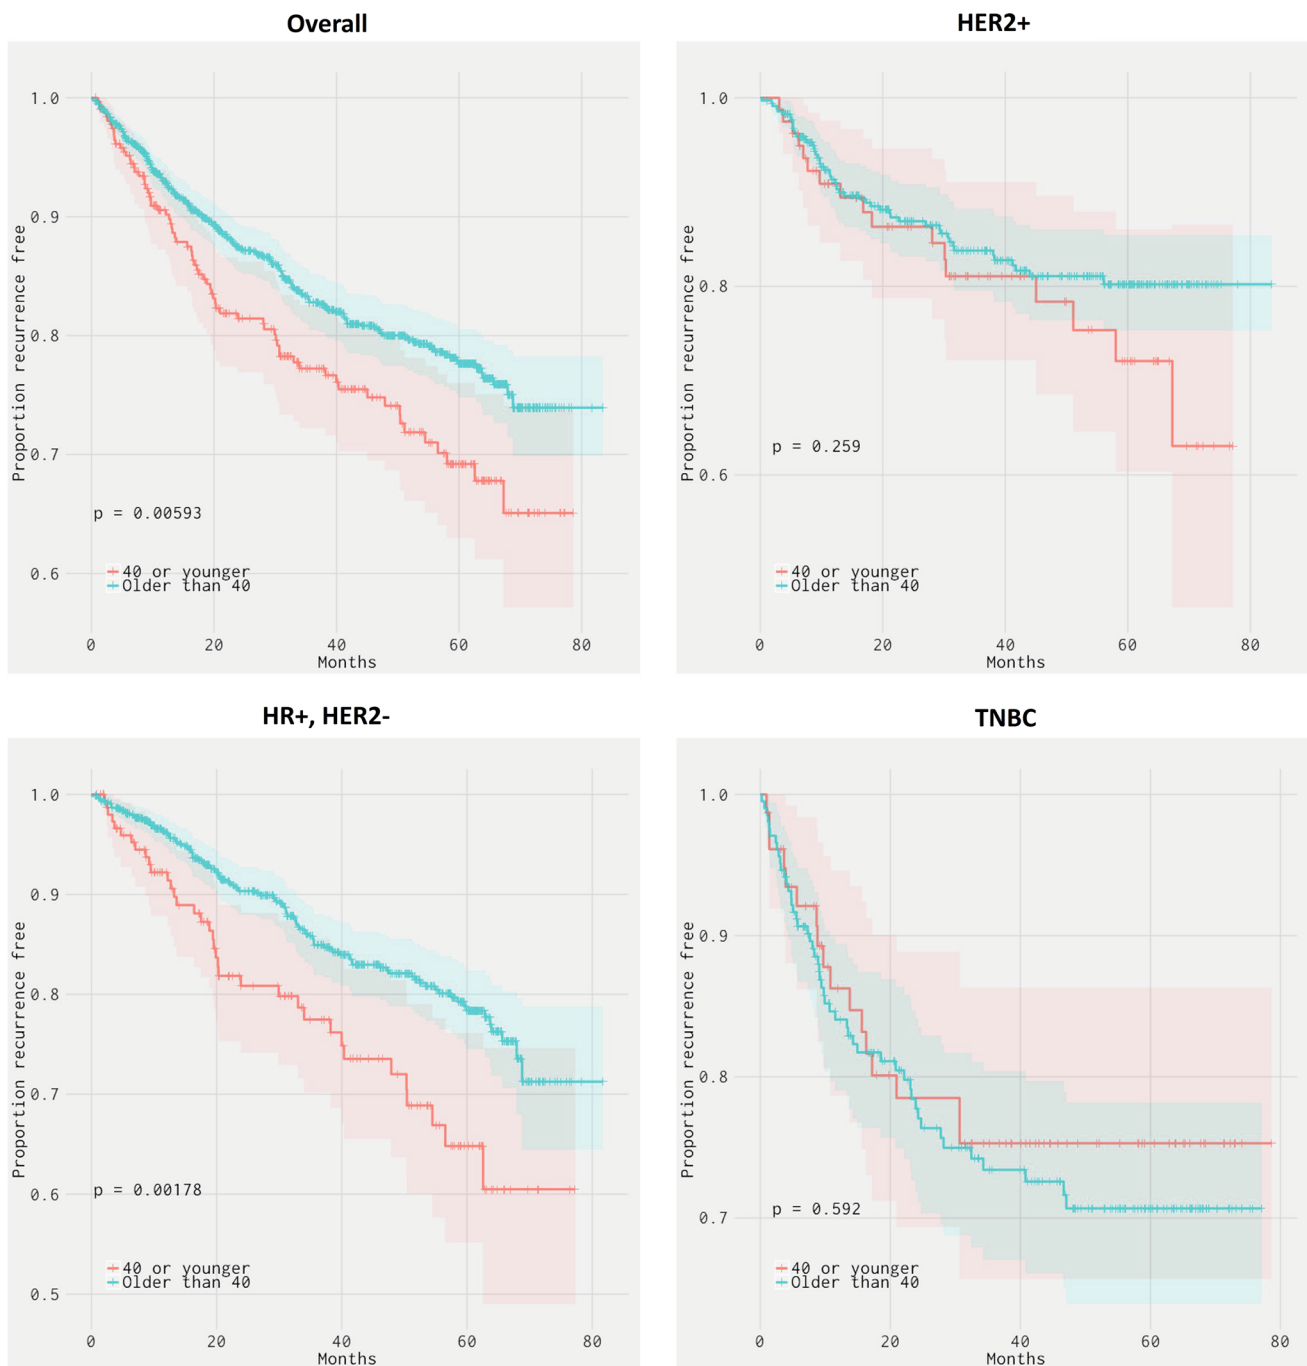 Overall
Proportion recurrence free
1.0
0.9
0.8
0.7
0.6
p = 0.00593
40 or younger
Older than 40
0 20 40 60 80
Months
HER2+
Proportion recurrence free
1.0
0.8
0.6
p = 0.259
40 or younger
Older than 40
0 20 40 60 80
Months
HR+, HER2-
Proportion recurrence free
1.0
0.9
0.8
0.7
0.6
0.5
p = 0.00178
40 or younger
Older than 40
0 20 40 60 80
Months
TNBC
Proportion recurrence free
1.0
0.9
0.8
0.7
p = 0.592
40 or younger
Older than 40
0 20 40 60 80
Months